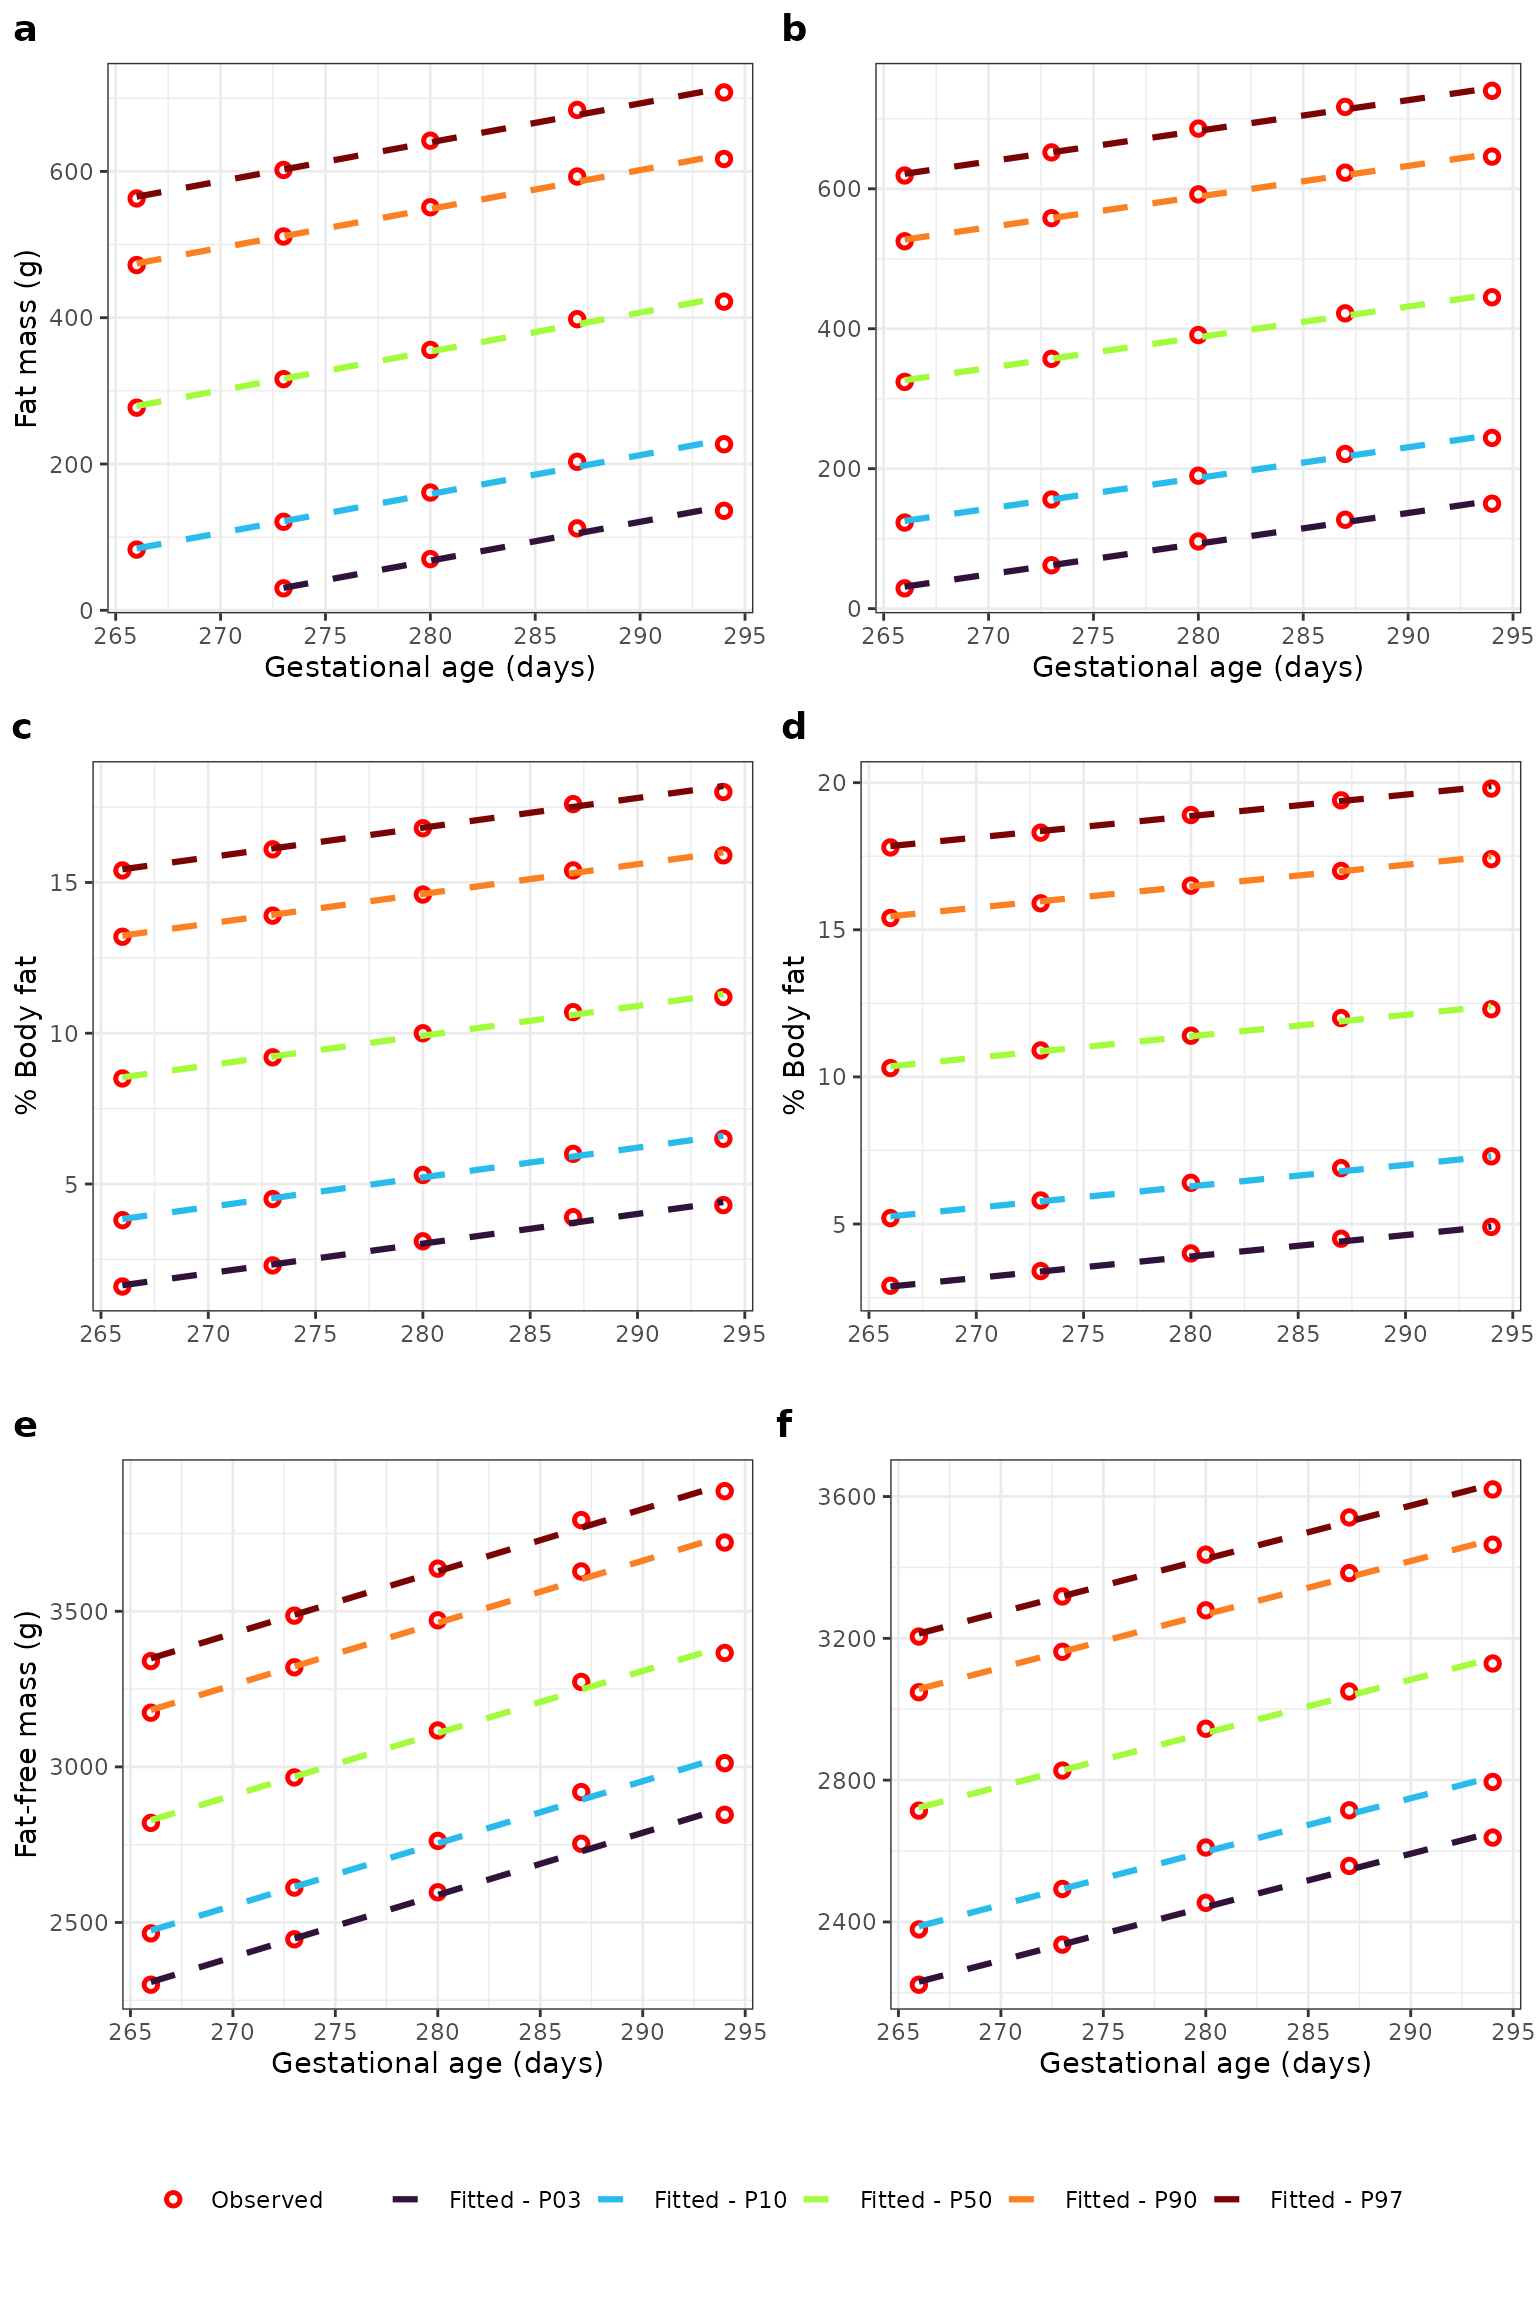 a
b
Fat mass (g)
600
400
200
0
265 270 275 280 285 290 295
Gestational age (days)
600
400
200
0
265 270 275 280 285 290 295
Gestational age (days)
c
d
% Body fat
15
10
5
265 270 275 280 285 290 295
% Body fat
20
15
10
5
265 270 275 280 285 290 295
e
f
Fat-free mass (g)
3500
3000
2500
265 270 275 280 285 290 295
Gestational age (days)
3600
3200
2800
2400
265 270 275 280 285 290 295
Gestational age (days)
Observed Fitted - P03 Fitted - P10 Fitted - P50 Fitted - P90 Fitted - P97